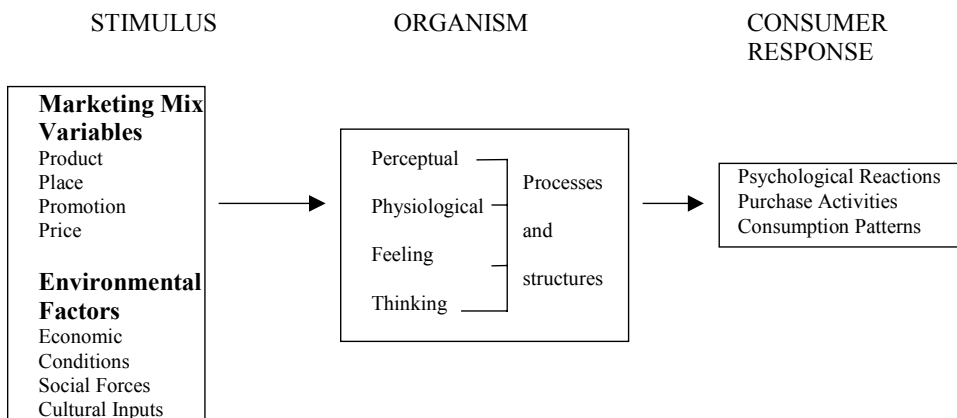 STIMULUS
ORGANISM
CONSUMER
RESPONSE
Marketing Mix
Variables
Product
Place
Promotion
Price
Environmental
Factors
Economic
Conditions
Social Forces
Cultural Inputs
Perceptual
Physiological
Feeling
Thinking
Processes
and
structures
Psychological Reactions
Purchase Activities
Consumption Patterns